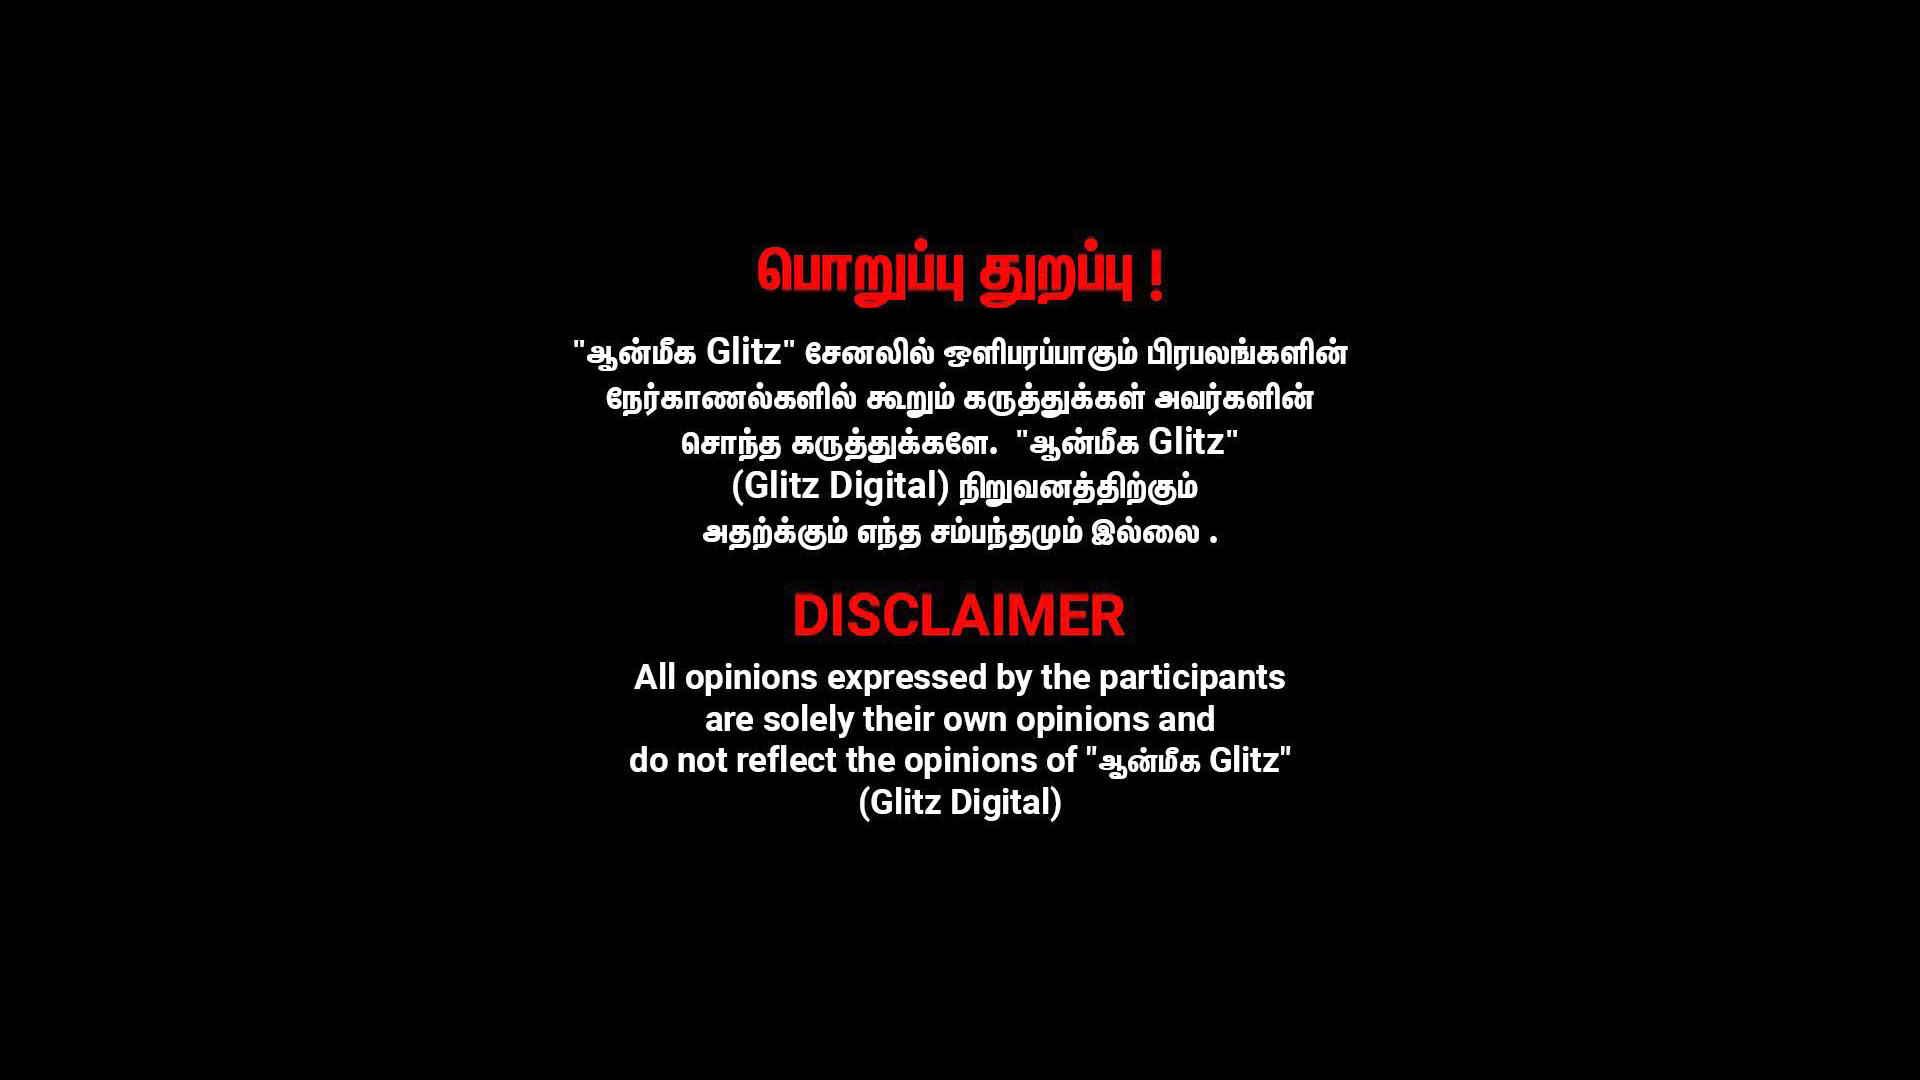 பொறுப்பு துறப்பு !
"ஆன்மீக Glitz" சேனலில் ஒளிபரப்பாகும் பிரபலங்களின்
நேர்காணல்களில் கூறும் கருத்துக்கள் அவர்களின்
சொந்த கருத்துக்களே. "ஆன்மீக Glitz"
(Glitz Digital) நிறுவனத்திற்கும்
அதற்க்கும் எந்த சம்பந்தமும் இல்லை .
DISCLAIMER
All opinions expressed by the participants
are solely their own opinions and
do not reflect the opinions of "ஆன்மீக Glitz"
(Glitz Digital)